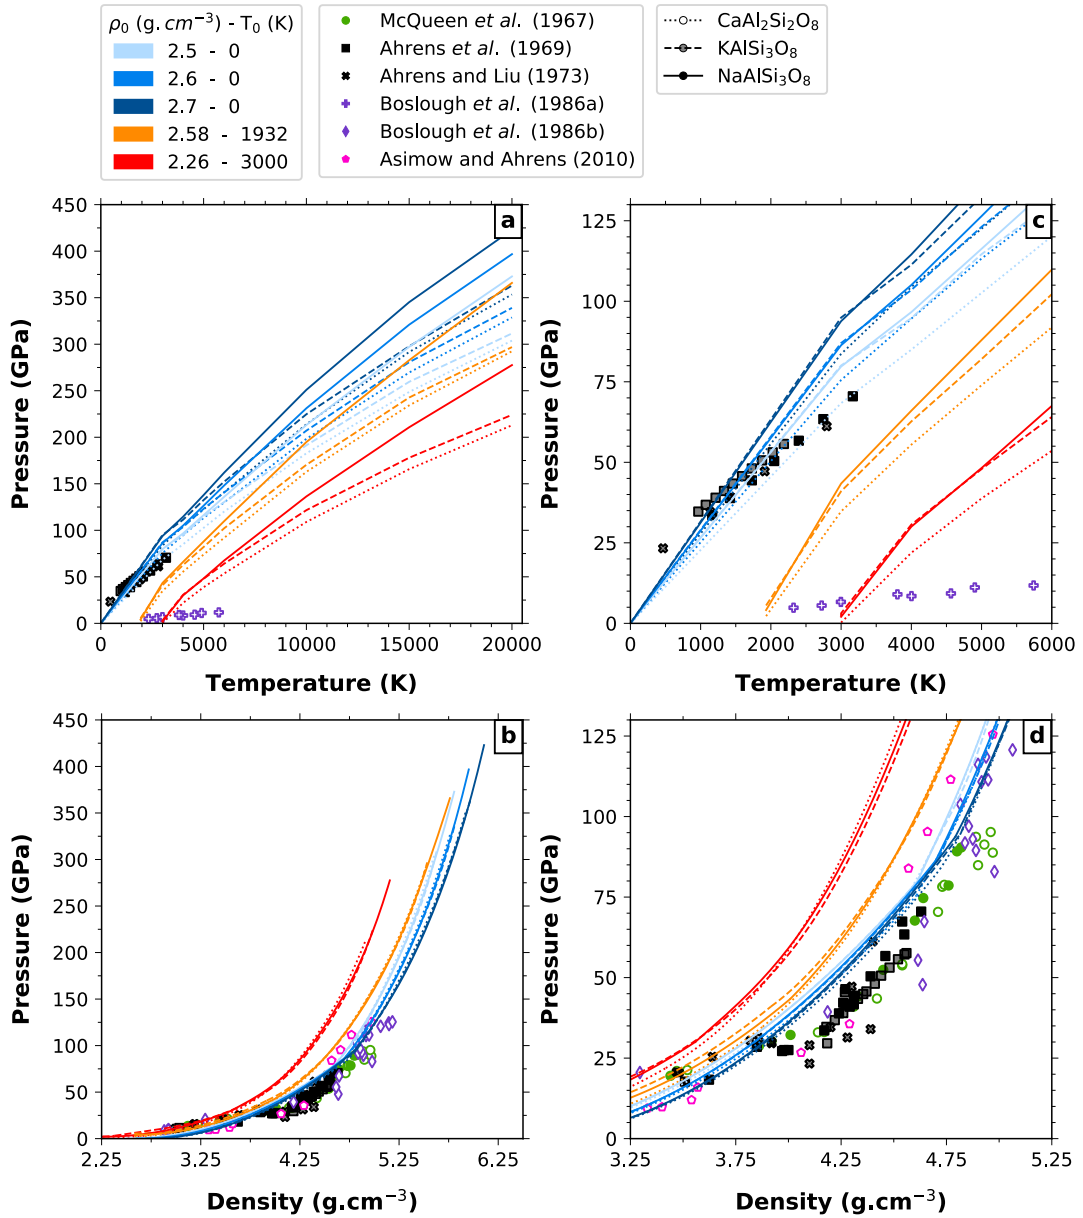 ρ₀ (g.cm⁻³) - T₀ (K)
2.5 - 0
2.6 - 0
2.7 - 0
2.58 - 1932
2.26 - 3000
McQueen et al. (1967)
Ahrens et al. (1969)
Ahrens and Liu (1973)
Boslough et al. (1986a)
Boslough et al. (1986b)
Asimow and Ahrens (2010)
CaAl₂Si₂O₈
KAlSi₃O₈
NaAlSi₃O₈
a
450
400
350
300
250
200
150
100
50
0
Pressure (GPa)
0 5000 10000 15000 20000
Temperature (K)
c
125
100
75
50
25
0
Pressure (GPa)
0 1000 2000 3000 4000 5000 6000
Temperature (K)
b
450
400
350
300
250
200
150
100
50
0
Pressure (GPa)
2.25 3.25 4.25 5.25 6.25
Density (g.cm⁻³)
d
125
100
75
50
25
0
Pressure (GPa)
3.25 3.75 4.25 4.75 5.25
Density (g.cm⁻³)